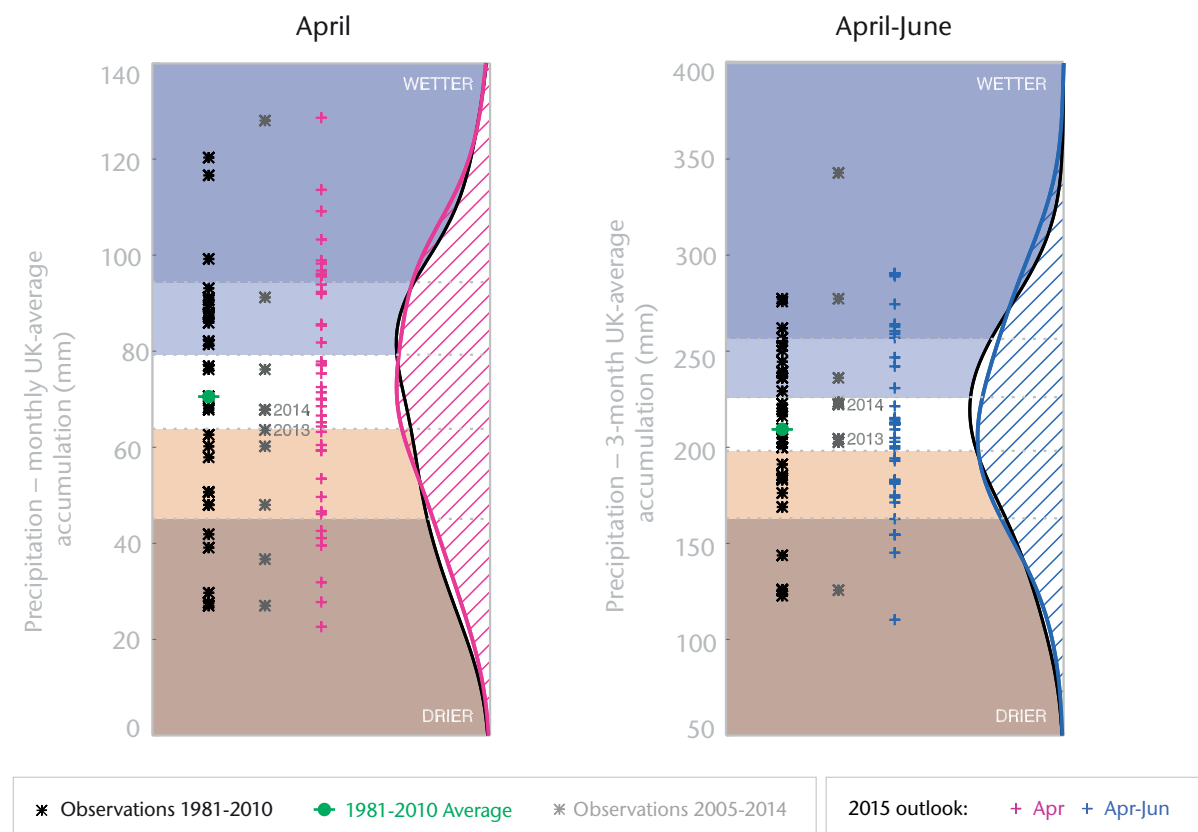 April
April-June
Precipitation – monthly UK-average
accumulation (mm)
140
120
100
80
60
40
20
0
WETTER
2014
2013
DRIER
Precipitation – 3-month UK-average
accumulation (mm)
400
350
300
250
200
150
100
50
WETTER
2014
2013
DRIER
Observations 1981-2010 1981-2010 Average Observations 2005-2014
2015 outlook: Apr Apr-Jun